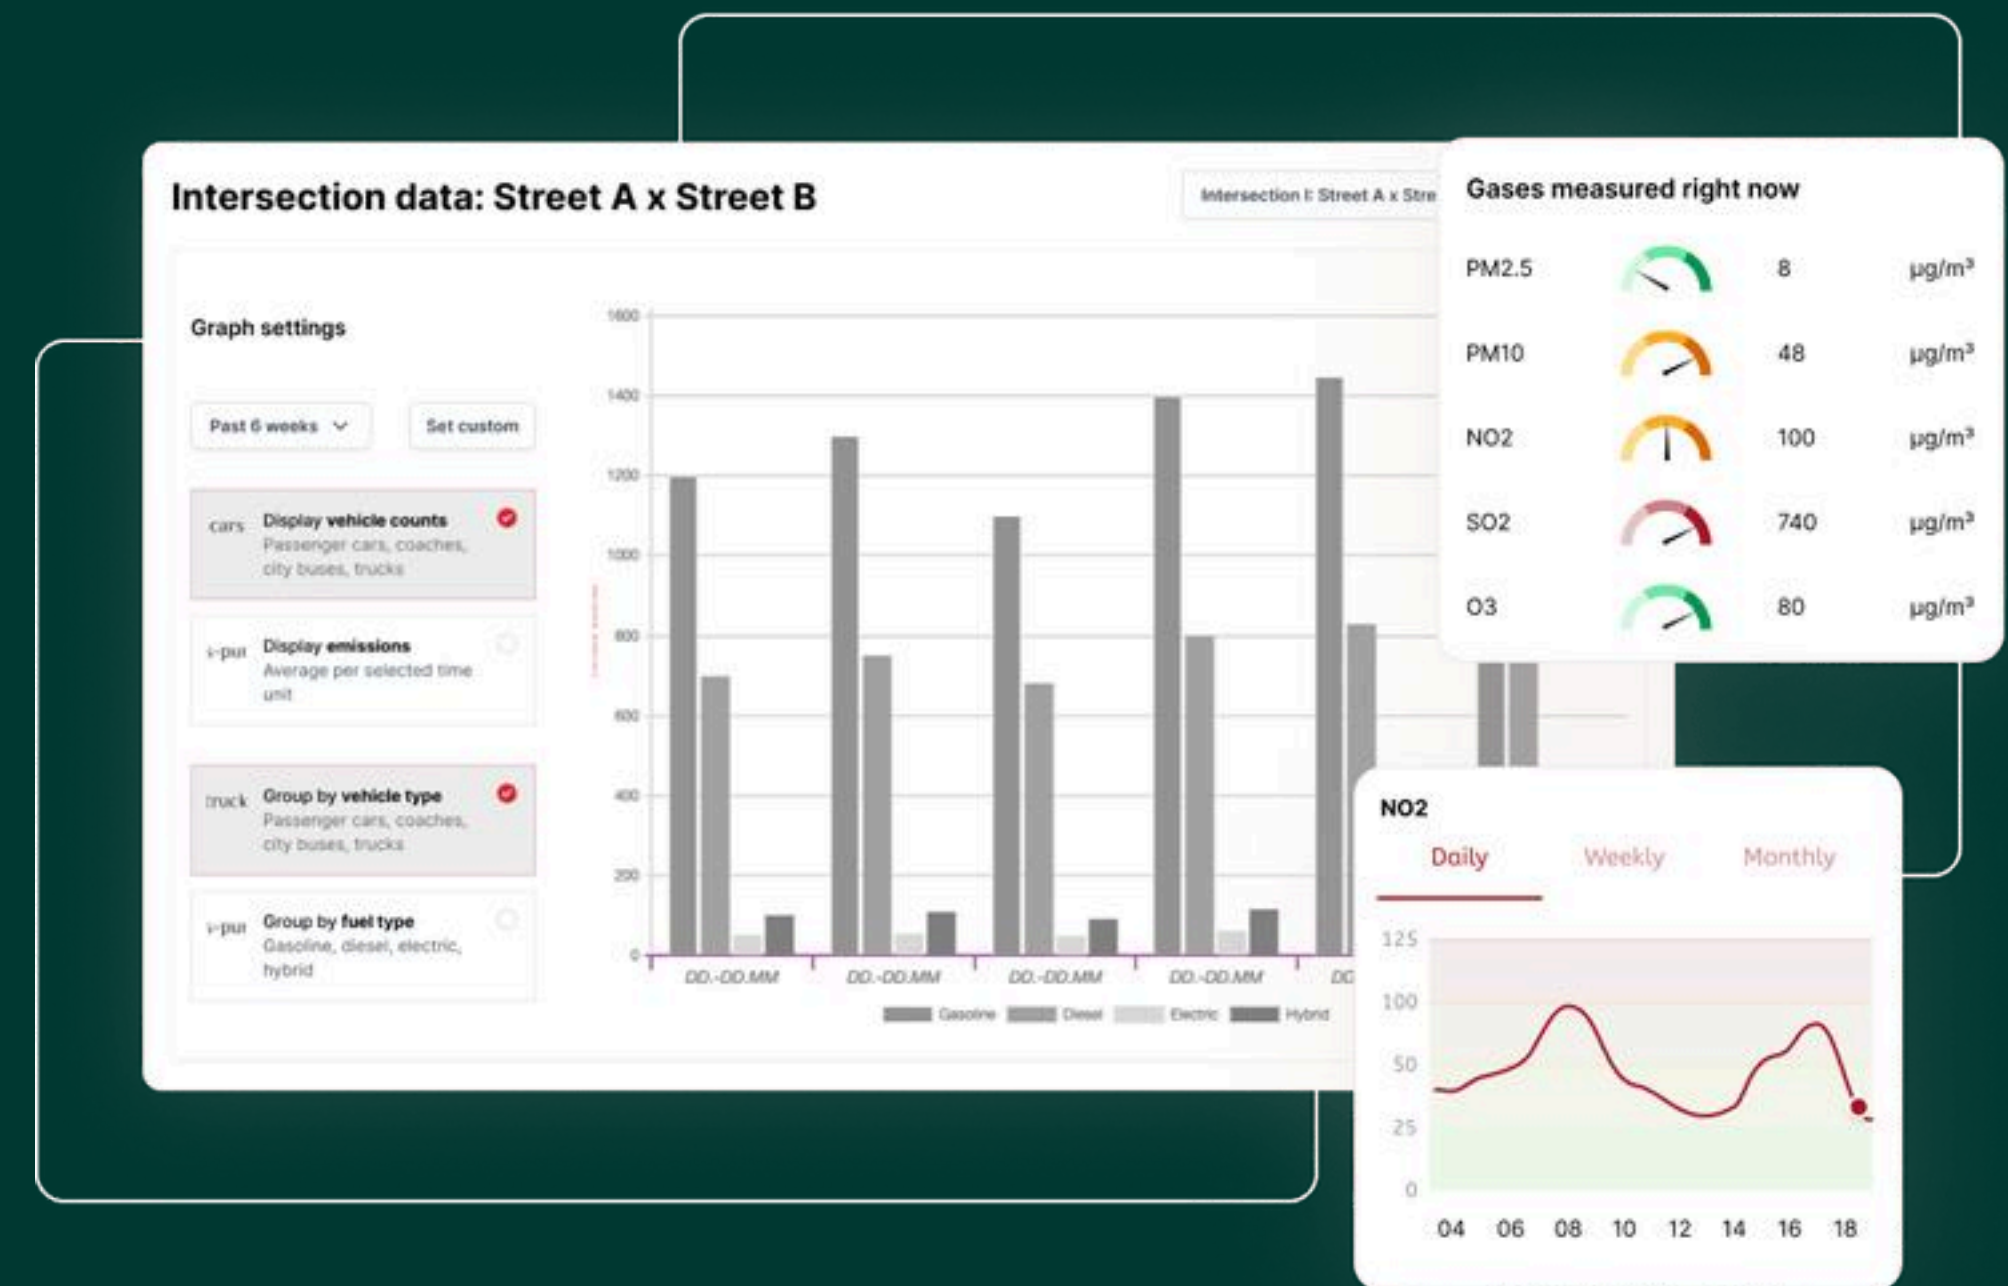 Intersection data: Street A x Street B
Intersection I: Street A x Stre
Graph settings
Past 6 weeks
Set custom
cars
Display vehicle counts
Passenger cars, coaches,
city buses, trucks
s-pur
Display emissions
Average per selected time
unit
truck
Group by vehicle type
Passenger cars, coaches,
city buses, trucks
s-pur
Group by fuel type
Gasoline, diesel, electric,
hybrid
1600
1400
1200
1000
800
600
400
200
0
DD.-DD.MM DD.-DD.MM DD.-DD.MM DD.-DD.MM DD
Gasoline Diesel Electric Hybrid
Gases measured right now
PM2.5 8 µg/m³
PM10 48 µg/m³
NO2 100 µg/m³
SO2 740 µg/m³
O3 80 µg/m³
NO2
Daily Weekly Monthly
125
100
50
25
0
04 06 08 10 12 14 16 18